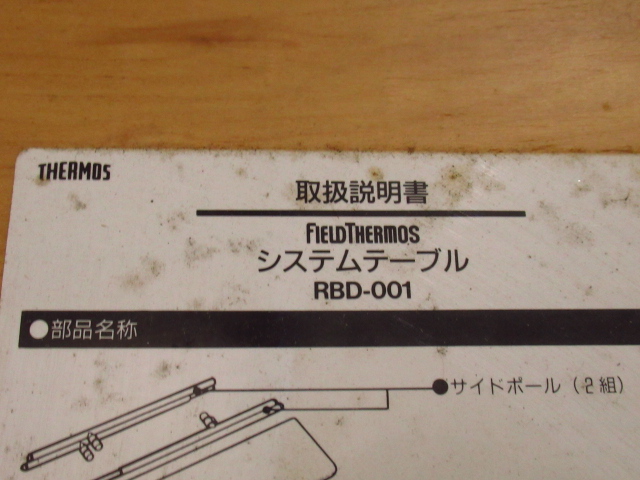 THERMOS
取扱説明書
FIELDTHERMOS
システムテーブル
RBD-001
●部品名称
●サイドポール（2組）